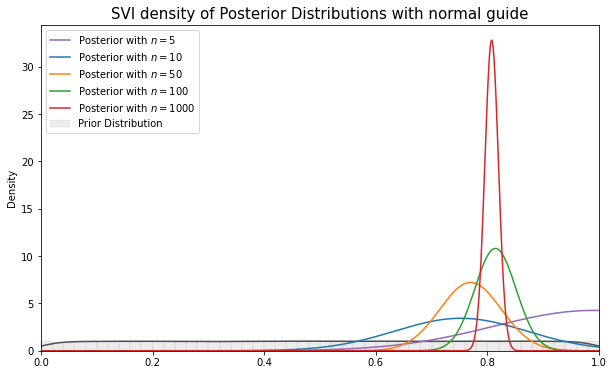 SVI density of Posterior Distributions with normal guide
Posterior with n = 5
Posterior with n = 10
Posterior with n = 50
Posterior with n = 100
Posterior with n = 1000
Prior Distribution
Density
30
25
20
15
10
5
0
0.0 0.2 0.4 0.6 0.8 1.0